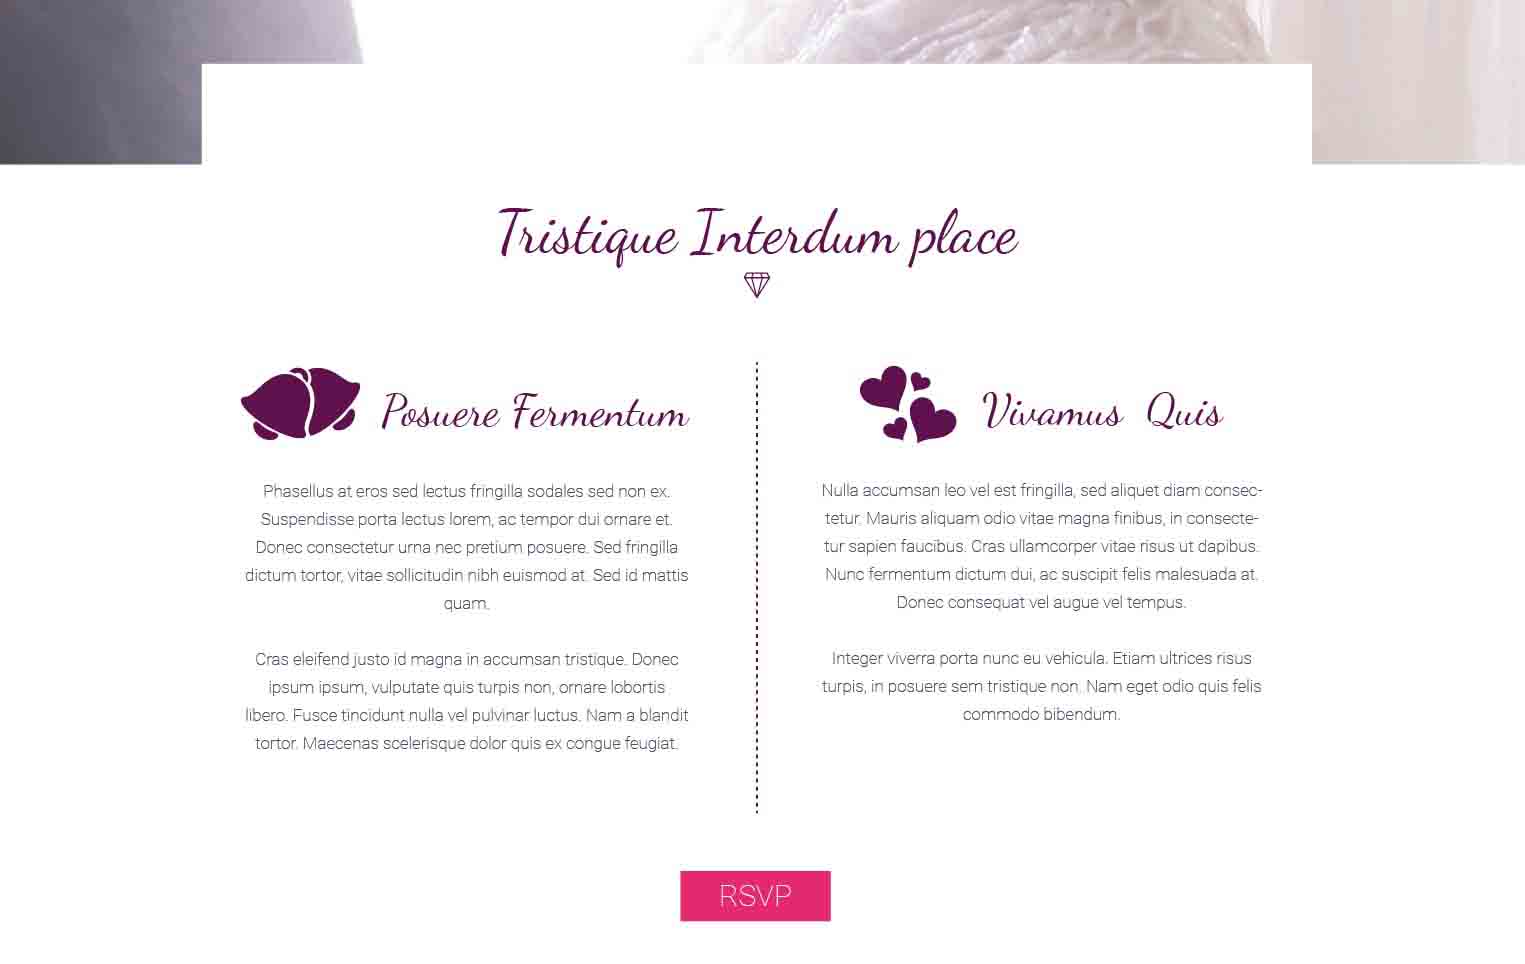 Tristique Interdum place
Posuere Fermentum
Phasellus at eros sed lectus fringilla sodales sed non ex.
Suspendisse porta lectus lorem, ac tempor dui ornare et.
Donec consectetur urna nec pretium posuere. Sed fringilla
dictum tortor, vitae sollicitudin nibh euismod at. Sed id mattis
quam.
Cras eleifend justo id magna in accumsan tristique. Donec
ipsum ipsum, vulputate quis turpis non, ornare lobortis
libero. Fusce tincidunt nulla vel pulvinar luctus. Nam a blandit
tortor. Maecenas scelerisque dolor quis ex congue feugiat.
Vivamus Quis
Nulla accumsan leo vel est fringilla, sed aliquet diam consec-
tetur. Mauris aliquam odio vitae magna finibus, in consecte-
tur sapien faucibus. Cras ullamcorper vitae risus ut dapibus.
Nunc fermentum dictum dui, ac suscipit felis malesuada at.
Donec consequat vel augue vel tempus.
Integer viverra porta nunc eu vehicula. Etiam ultrices risus
turpis, in posuere sem tristique non. Nam eget odio quis felis
commodo bibendum.
RSVP